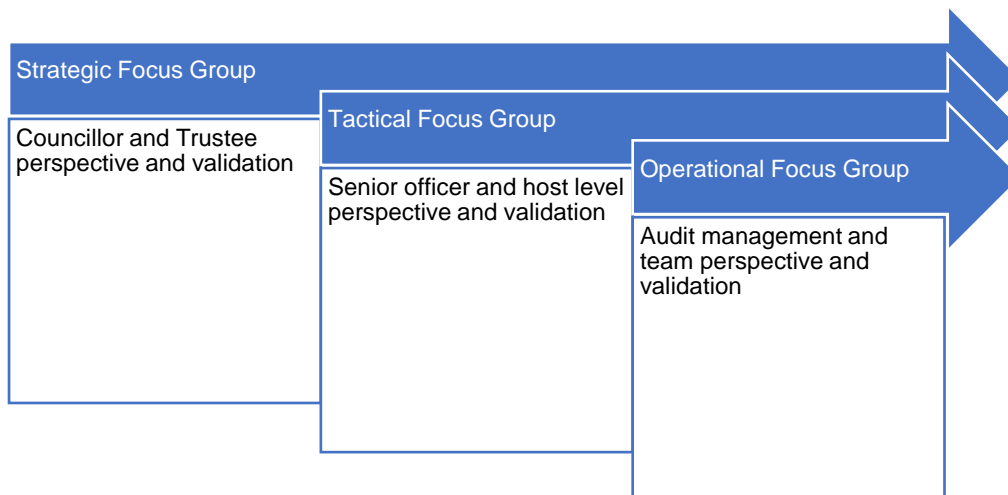 Strategic Focus Group
Councillor and Trustee
perspective and validation
Tactical Focus Group
Senior officer and host level
perspective and validation
Operational Focus Group
Audit management and
team perspective and
validation